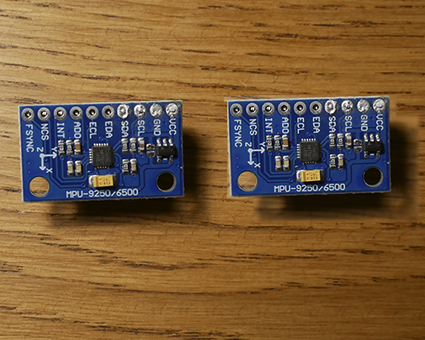 FSYNC NCS INT ADO ECL EDA SDA SCL GND VCC
Z Y X
MPU-9250/6500
FSYNC NCS INT ADO ECL EDA SDA SCL GND VCC
Z Y X
MPU-9250/6500